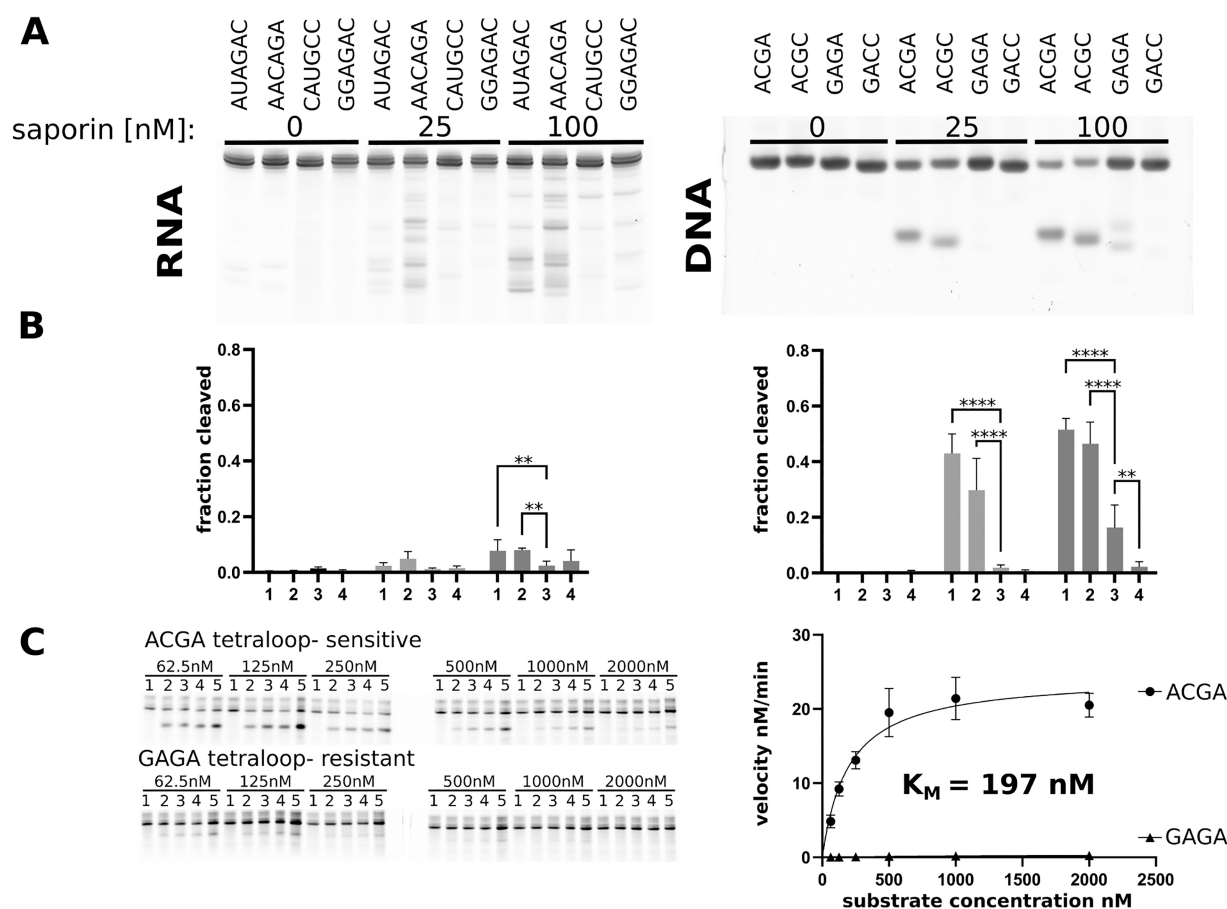 A
AUAGAC AACAGA CAUGCC GGAGAC AUAGAC AACAGA CAUGCC GGAGAC AUAGAC AACAGA CAUGCC GGAGAC
ACGA ACGC GAGA GACC ACGA ACGC GAGA GACC ACGA ACGC GAGA GACC
saporin [nM]: 0 25 100
0 25 100
RNA
DNA
B
fraction cleaved
0.8
0.6
0.4
0.2
0.0
** **
1 2 3 4 1 2 3 4 1 2 3 4
fraction cleaved
0.8
0.6
0.4
0.2
0.0
**** **** **** **** **
1 2 3 4 1 2 3 4 1 2 3 4
C
ACGA tetraloop- sensitive
62.5nM 125nM 250nM 500nM 1000nM 2000nM
1 2 3 4 5 1 2 3 4 5 1 2 3 4 5 1 2 3 4 5 1 2 3 4 5 1 2 3 4 5
GAGA tetraloop- resistant
62.5nM 125nM 250nM 500nM 1000nM 2000nM
1 2 3 4 5 1 2 3 4 5 1 2 3 4 5 1 2 3 4 5 1 2 3 4 5 1 2 3 4 5
velocity nM/min
30
20
10
0
ACGA
KM = 197 nM
GAGA
0 500 1000 1500 2000 2500
substrate concentration nM